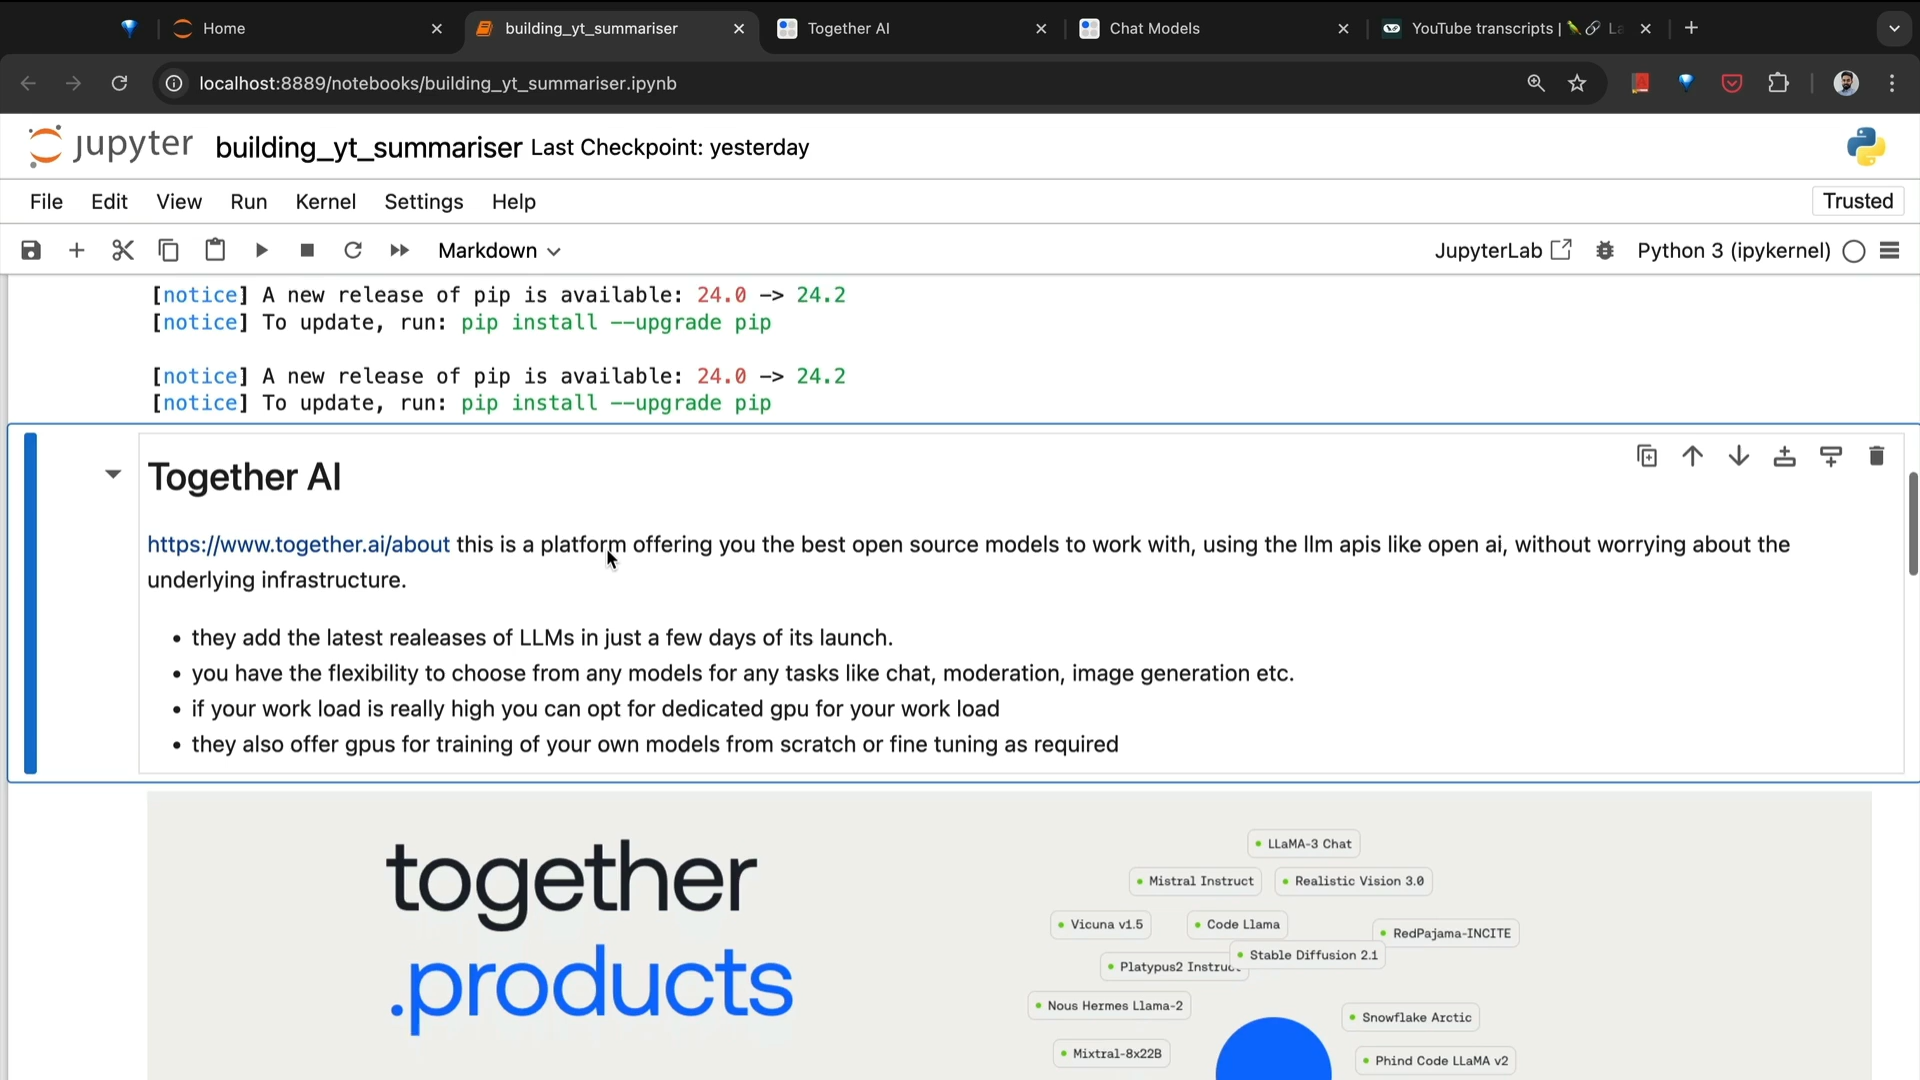 Home
building_yt_summariser
Together AI
Chat Models
YouTube transcripts |
localhost:8889/notebooks/building_yt_summariser.ipynb
jupyter building_yt_summariser Last Checkpoint: yesterday
File Edit View Run Kernel Settings Help
Trusted
Markdown
JupyterLab
Python 3 (ipykernel)
[notice] A new release of pip is available: 24.0 -> 24.2
[notice] To update, run: pip install --upgrade pip
[notice] A new release of pip is available: 24.0 -> 24.2
[notice] To update, run: pip install --upgrade pip
Together AI
https://www.together.ai/about this is a platform offering you the best open source models to work with, using the llm apis like open ai, without worrying about the
underlying infrastructure.
• they add the latest realeases of LLMs in just a few days of its launch.
• you have the flexibility to choose from any models for any tasks like chat, moderation, image generation etc.
• if your work load is really high you can opt for dedicated gpu for your work load
• they also offer gpus for training of your own models from scratch or fine tuning as required
together
.products
LLaMA-3 Chat
Mistral Instruct
Realistic Vision 3.0
Vicuna v1.5
Code Llama
RedPajama-INCITE
Platypus2 Instruct
Stable Diffusion 2.1
Nous Hermes Llama-2
Snowflake Arctic
Mixtral-8x22B
Phind Code LLaMA v2